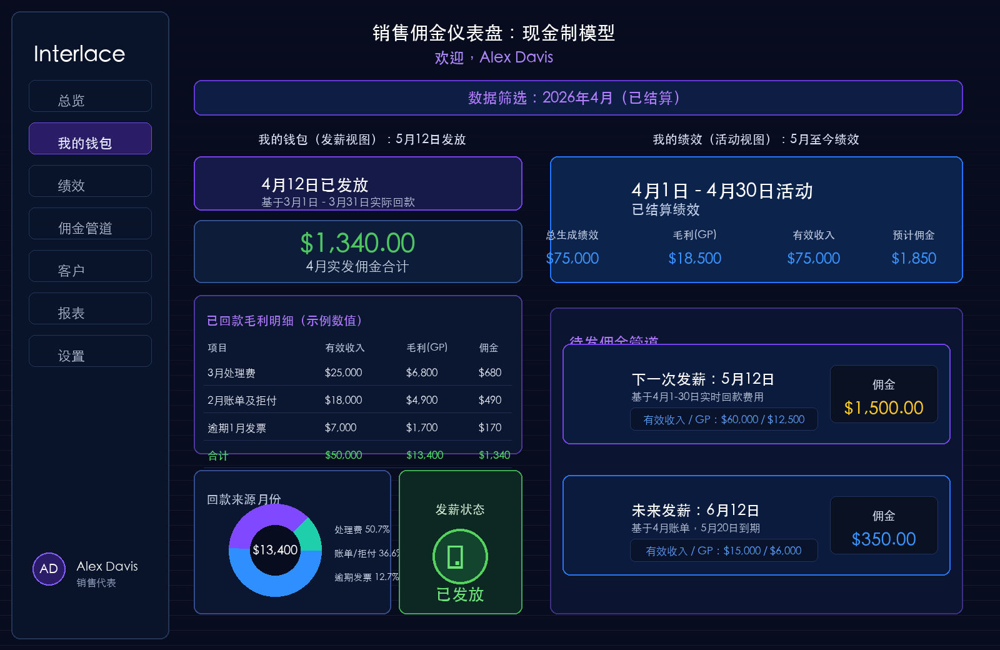 Interlace
总览
我的钱包
绩效
佣金管道
客户
报表
设置
AD
Alex Davis
销售代表
销售佣金仪表盘：现金制模型
欢迎，Alex Davis
数据筛选：2026年4月（已结算）
我的钱包（发薪视图）：5月12日发放
4月12日已发放
基于3月1日 - 3月31日实际回款
$1,340.00
4月实发佣金合计
已回款毛利明细（示例数值）
项目 有效收入 毛利(GP) 佣金
3月处理费 $25,000 $6,800 $680
2月账单及拒付 $18,000 $4,900 $490
逾期1月发票 $7,000 $1,700 $170
合计 $50,000 $13,400 $1,340
回款来源月份
$13,400
处理费 50.7%
账单/拒付 36.6%
逾期发票 12.7%
发薪状态
已发放
我的绩效（活动视图）：5月至今绩效
4月1日 - 4月30日活动
已结算绩效
总生成绩效 毛利(GP) 有效收入 预计佣金
$75,000 $18,500 $75,000 $1,850
待发佣金管道
下一次发薪：5月12日
基于4月1-30日实时回款费用
有效收入 / GP：$60,000 / $12,500
佣金
$1,500.00
未来发薪：6月12日
基于4月账单，5月20日到期
有效收入 / GP：$15,000 / $6,000
佣金
$350.00